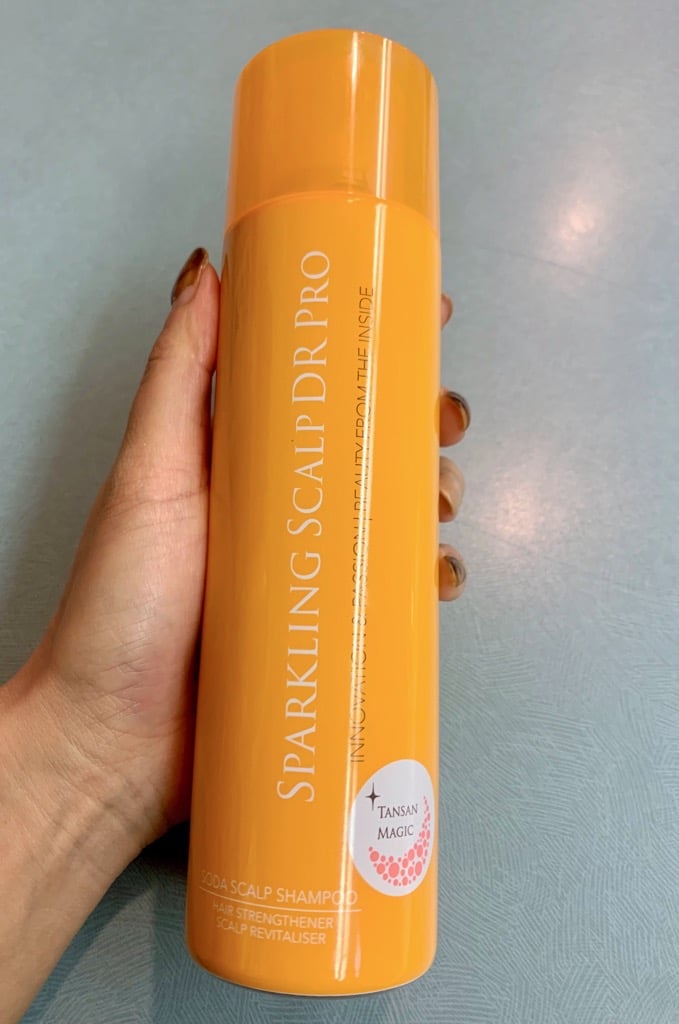 SPARKLING SCALP DR PRO
INNOVATION & PASSION | BEAUTY FROM THE INSIDE
TANSAN
MAGIC
SODA SCALP SHAMPOO
HAIR STRENGTHENER
SCALP REVITALISER